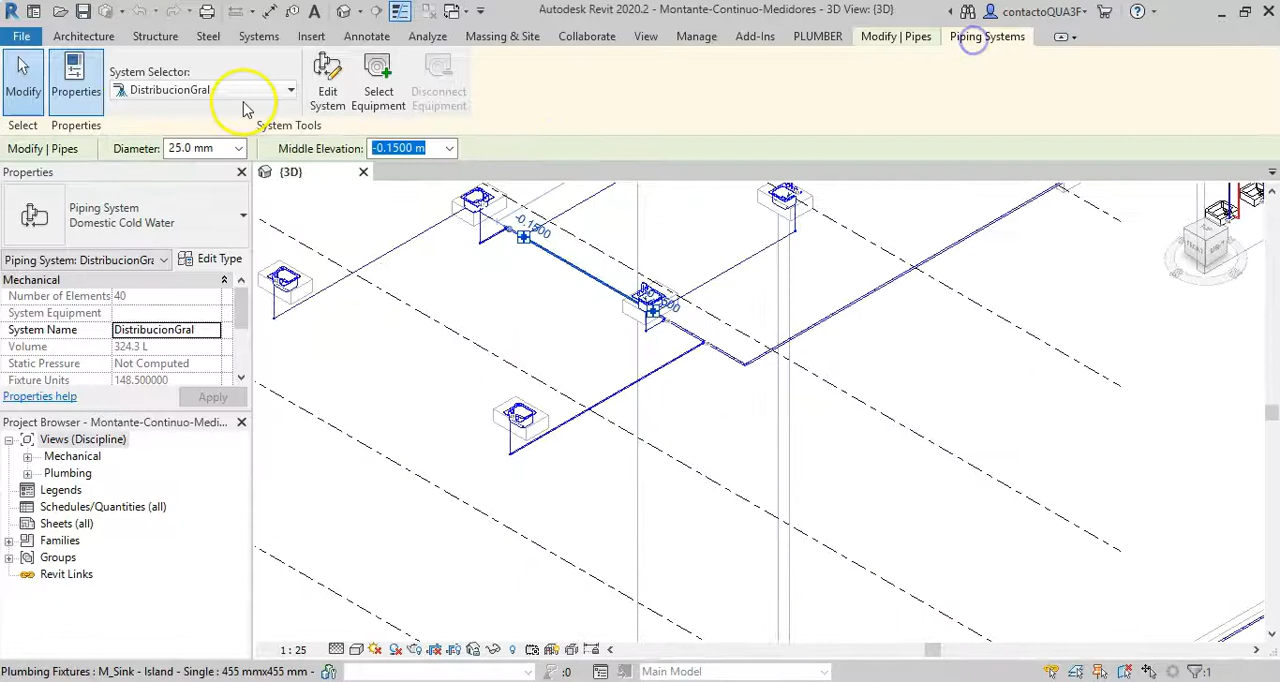 Autodesk Revit 2020.2 - Montante-Continuo-Medidores - 3D View: {3D}
contactoQUA3F
File Architecture Structure Steel Systems Insert Annotate Analyze Massing & Site Collaborate View Manage Add-Ins PLUMBER Modify | Pipes Piping Systems
System Selector:
DistribucionGral
Modify
Properties
Edit
System
Select
Equipment
Disconnect
Equipment
Select Properties System Tools
Modify | Pipes Diameter: 25.0 mm Middle Elevation: -0.1500 m
Properties
{3D}
Piping System
Domestic Cold Water
Piping System: DistribucionGra Edit Type
Mechanical
Number of Elements 40
System Equipment
System Name DistribucionGral
Volume 324.3 L
Static Pressure Not Computed
Fixture Units 148.500000
Properties help Apply
Project Browser - Montante-Continuo-Medi...
Views (Discipline)
Mechanical
Plumbing
Legends
Schedules/Quantities (all)
Sheets (all)
Families
Groups
Revit Links
-0.1500
FRONT
1 : 25
Plumbing Fixtures : M_Sink - Island - Single : 455 mmx455 mm
:0
Main Model
:1